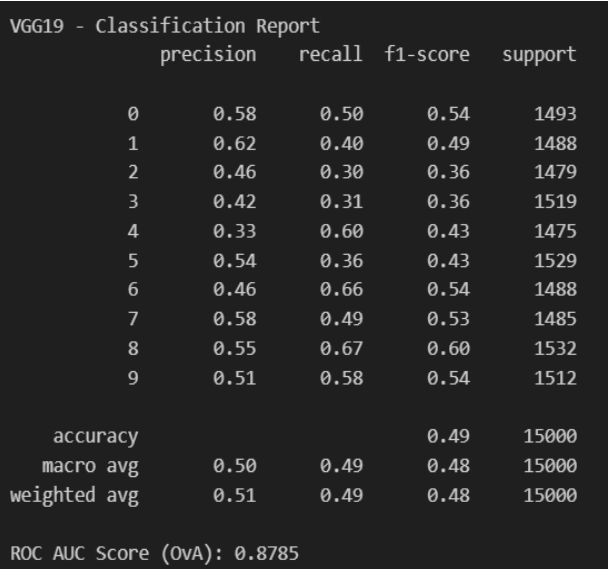 VGG19 - Classification Report
precision recall f1-score support
0 0.58 0.50 0.54 1493
1 0.62 0.40 0.49 1488
2 0.46 0.30 0.36 1479
3 0.42 0.31 0.36 1519
4 0.33 0.60 0.43 1475
5 0.54 0.36 0.43 1529
6 0.46 0.66 0.54 1488
7 0.58 0.49 0.53 1485
8 0.55 0.67 0.60 1532
9 0.51 0.58 0.54 1512
accuracy 0.49 15000
macro avg 0.50 0.49 0.48 15000
weighted avg 0.51 0.49 0.48 15000
ROC AUC Score (OvA): 0.8785